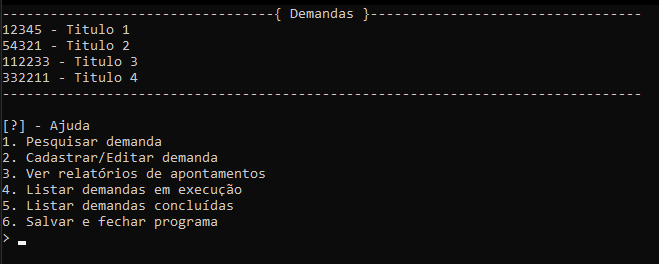 ----------------------------------{ Demandas }----------------------------------
12345 - Titulo 1
54321 - Titulo 2
112233 - Titulo 3
332211 - Titulo 4
--------------------------------------------------------------------------------
[?] - Ajuda
1. Pesquisar demanda
2. Cadastrar/Editar demanda
3. Ver relatórios de apontamentos
4. Listar demandas em execução
5. Listar demandas concluídas
6. Salvar e fechar programa
> _